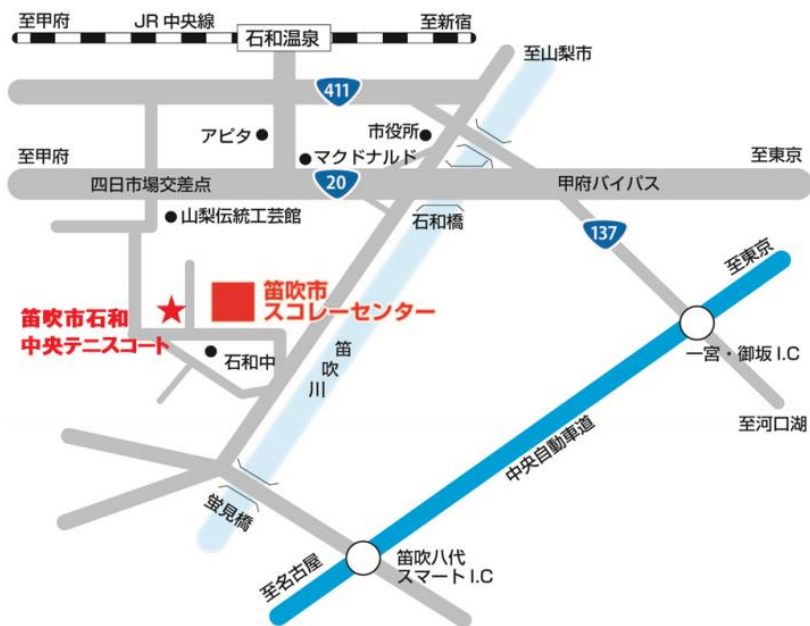 至甲府
JR中央線
至新宿
石和温泉
至山梨市
411
アピタ
市役所
マクドナルド
至甲府
至東京
四日市場交差点
20
甲府バイパス
山梨伝統工芸館
石和橋
137
至東京
笛吹市
スコレーセンター
笛吹市石和
中央テニスコート
石和中
笛吹川
一宮・御坂I.C
至河口湖
中央自動車道
蛍見橋
笛吹八代
スマートI.C
至名古屋